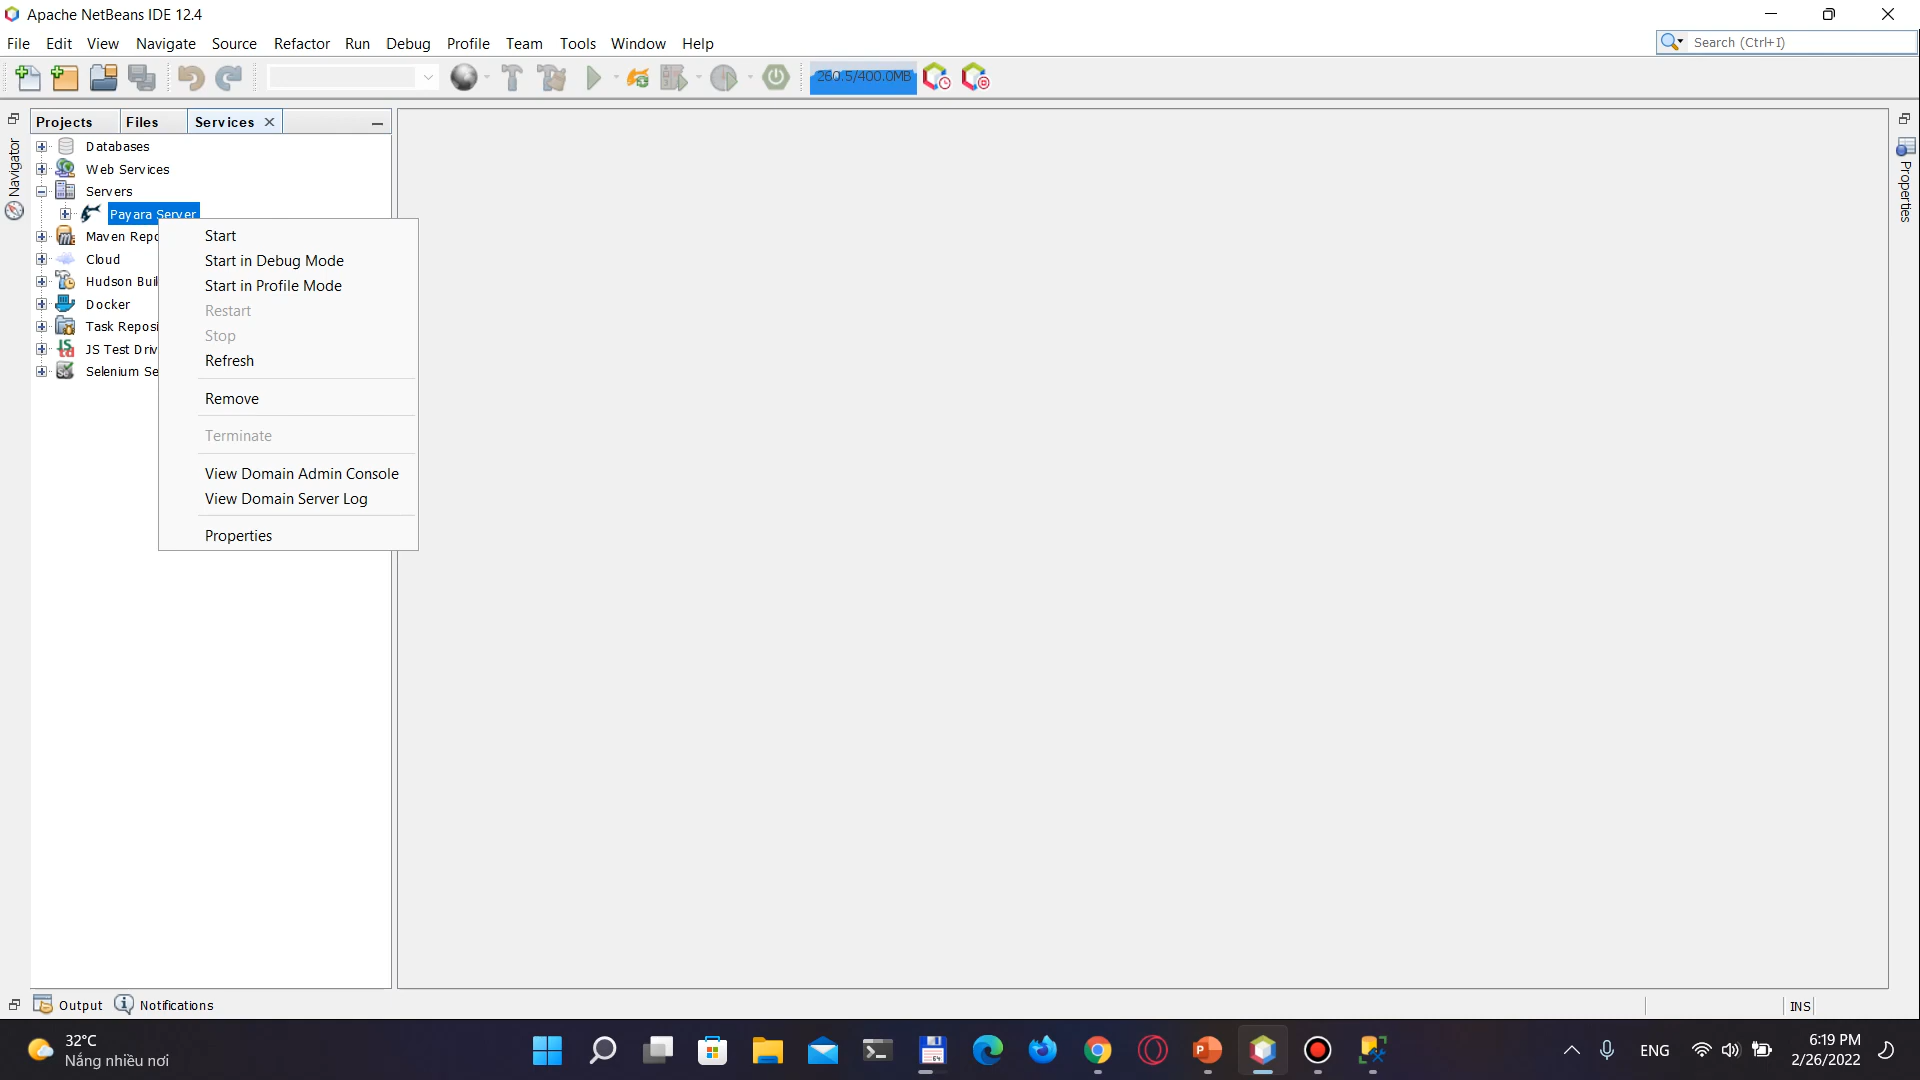 Apache NetBeans IDE 12.4
File Edit View Navigate Source Refactor Run Debug Profile Team Tools Window Help
Search (Ctrl+I)
260.5/400.0MB
Projects Files Services
Navigator
Properties
Databases
Web Services
Servers
Payara Server
Maven Repo
Cloud
Hudson Buil
Docker
Task Reposi
JS Test Driv
Selenium Se
Start
Start in Debug Mode
Start in Profile Mode
Restart
Stop
Refresh
Remove
Terminate
View Domain Admin Console
View Domain Server Log
Properties
Output Notifications
INS
32°C
Nắng nhiều nơi
ENG
6:19 PM
2/26/2022